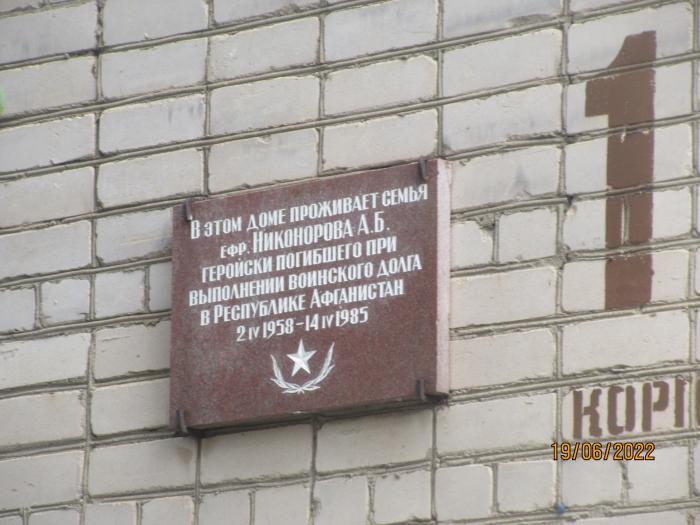 В этом доме проживает семья
ефр. Никонорова А.Б.
геройски погибшего при
выполнении воинского долга
в Республике Афганистан
2 IV 1958 – 14 IV 1985
1
КОРП
19/06/2022